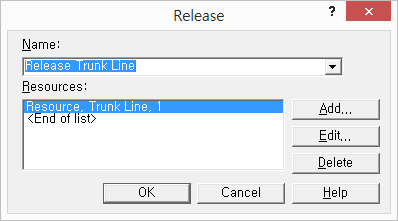 Release
?
Name:
Release Trunk Line
Resources:
Resource, Trunk Line, 1
<End of list>
Add...
Edit...
Delete
OK
Cancel
Help